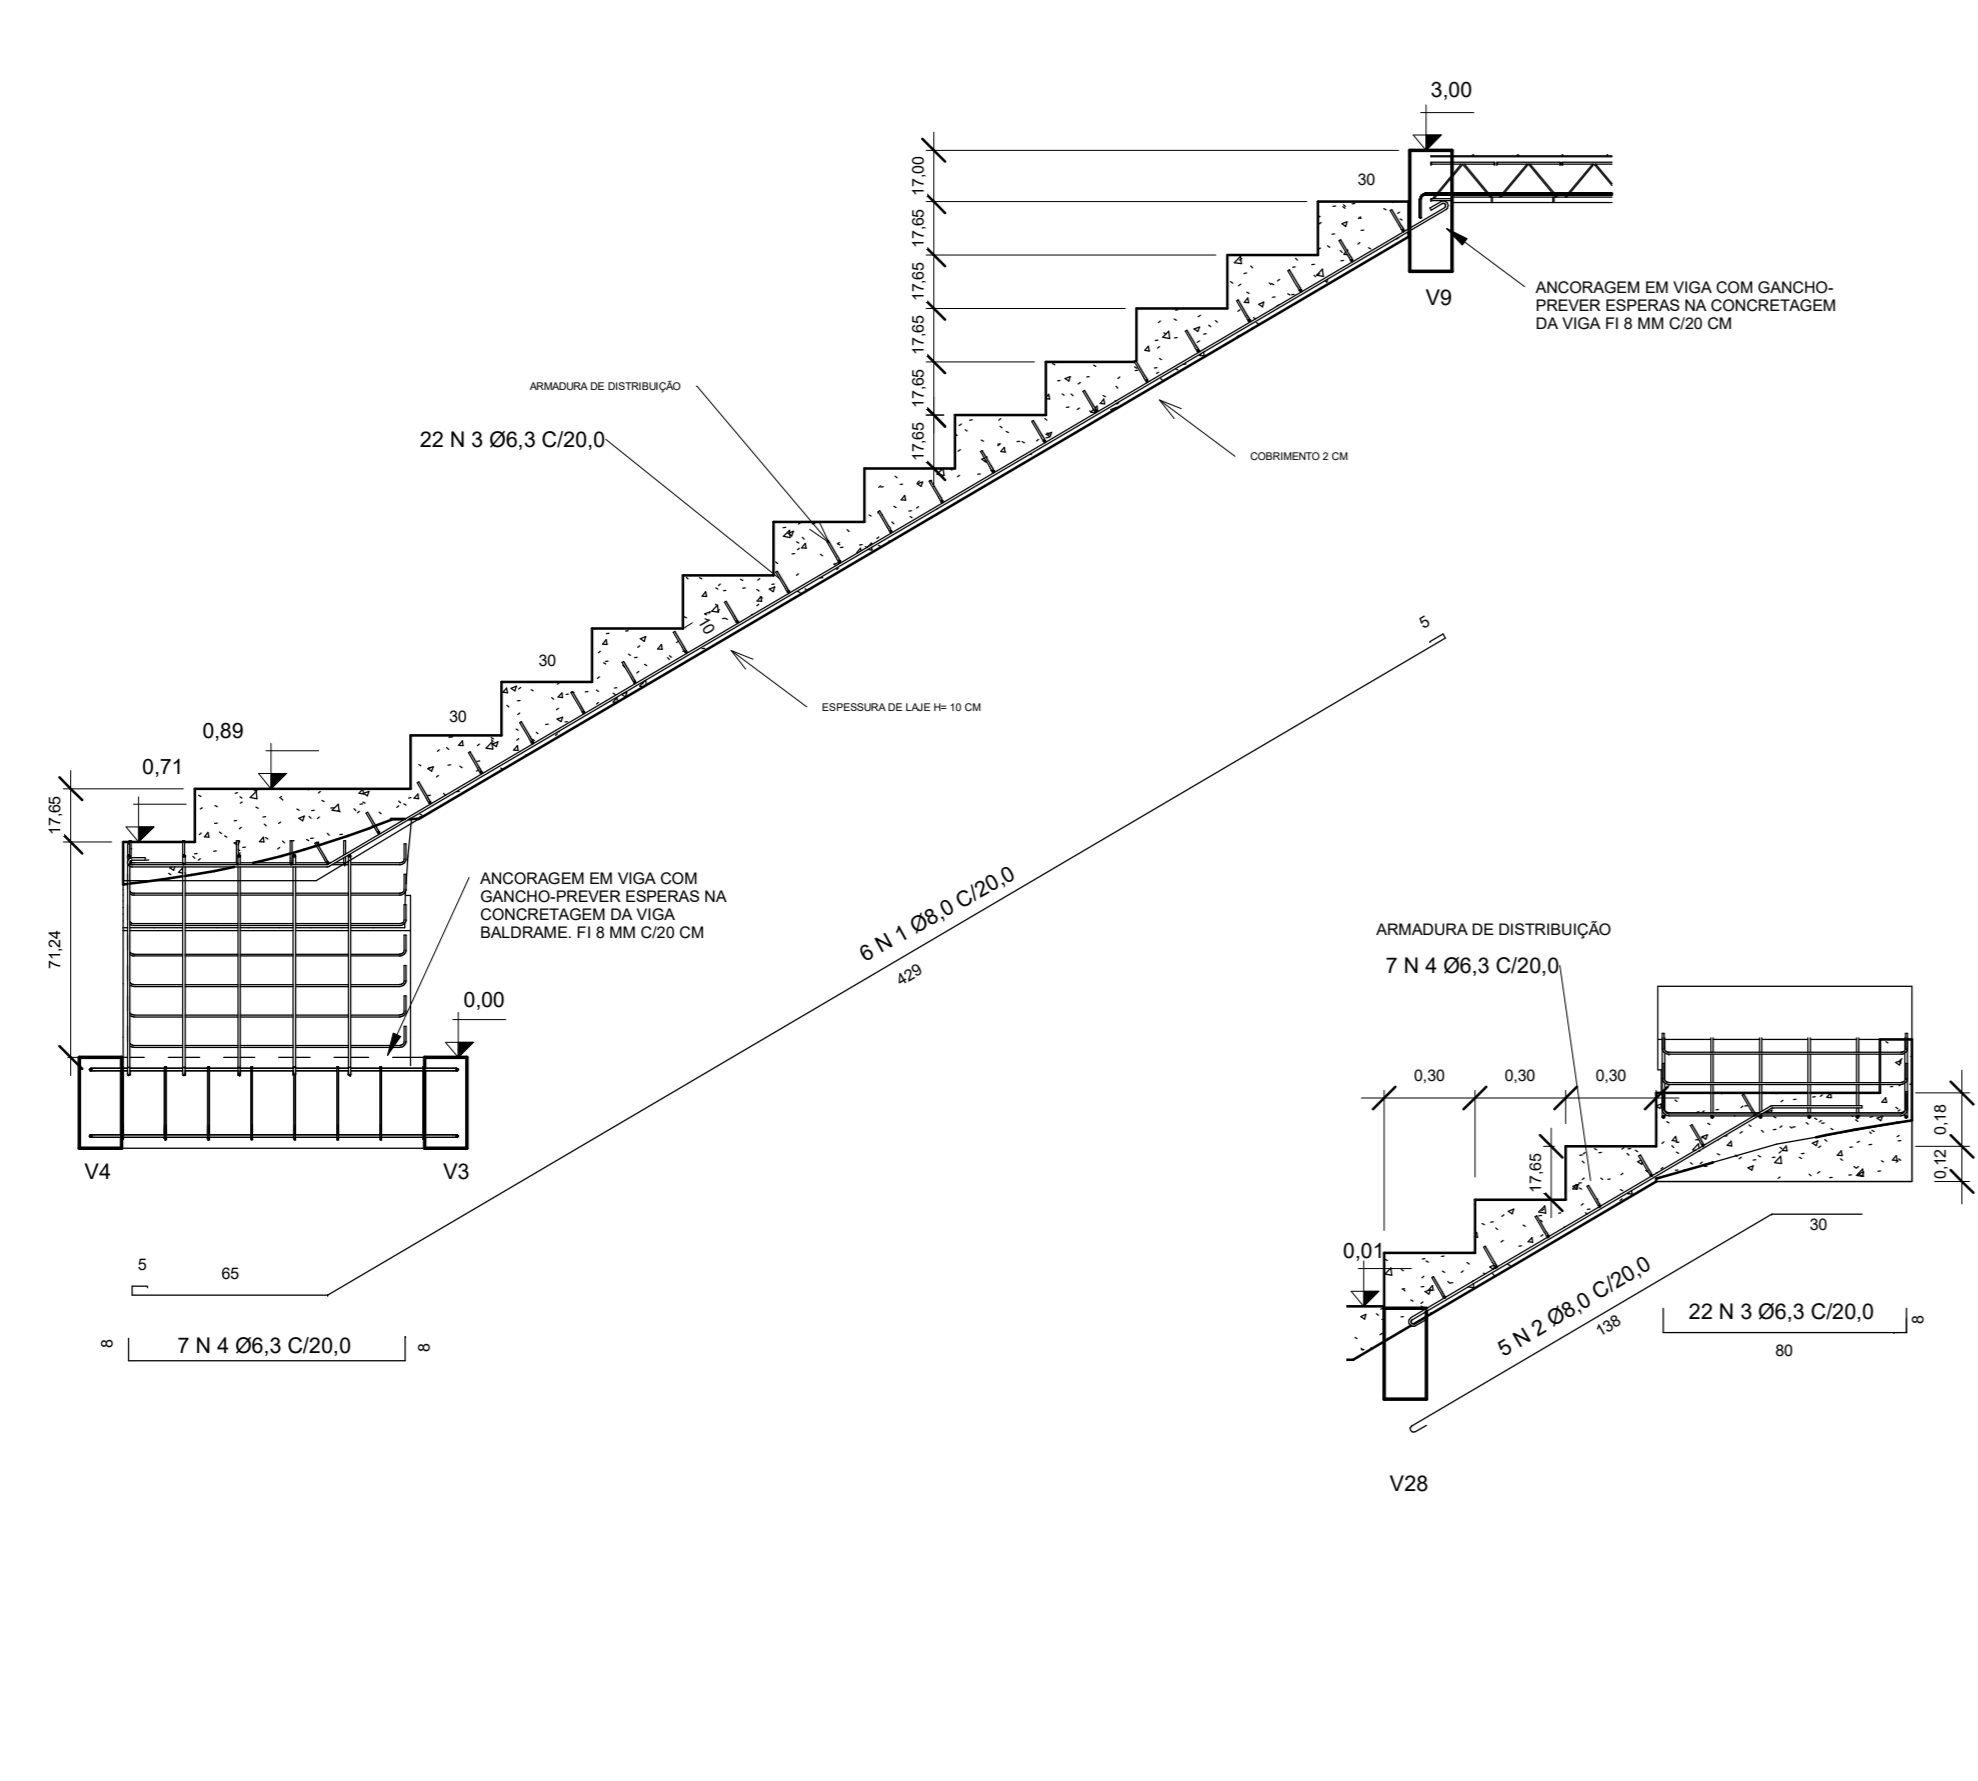 3,00
17,00
30
17,65
17,65
17,65
17,65
17,65
V9
ANCORAGEM EM VIGA COM GANCHO-
PREVER ESPERAS NA CONCRETAGEM
DA VIGA FI 8 MM C/20 CM
ARMADURA DE DISTRIBUIÇÃO
22 N 3 Ø6,3 C/20,0
COBRIMENTO 2 CM
10
30
30
ESPESSURA DE LAJE H= 10 CM
5
0,89
0,71
17,65
71,24
ANCORAGEM EM VIGA COM
GANCHO-PREVER ESPERAS NA
CONCRETAGEM DA VIGA
BALDRAME. FI 8 MM C/20 CM
0,00
V4
V3
6 N 1 Ø8,0 C/20,0
429
5
65
8
7 N 4 Ø6,3 C/20,0
8
ARMADURA DE DISTRIBUIÇÃO
7 N 4 Ø6,3 C/20,0
0,30
0,30
0,30
17,65
0,18
0,12
0,01
30
5 N 2 Ø8,0 C/20,0
138
22 N 3 Ø6,3 C/20,0
8
80
V28